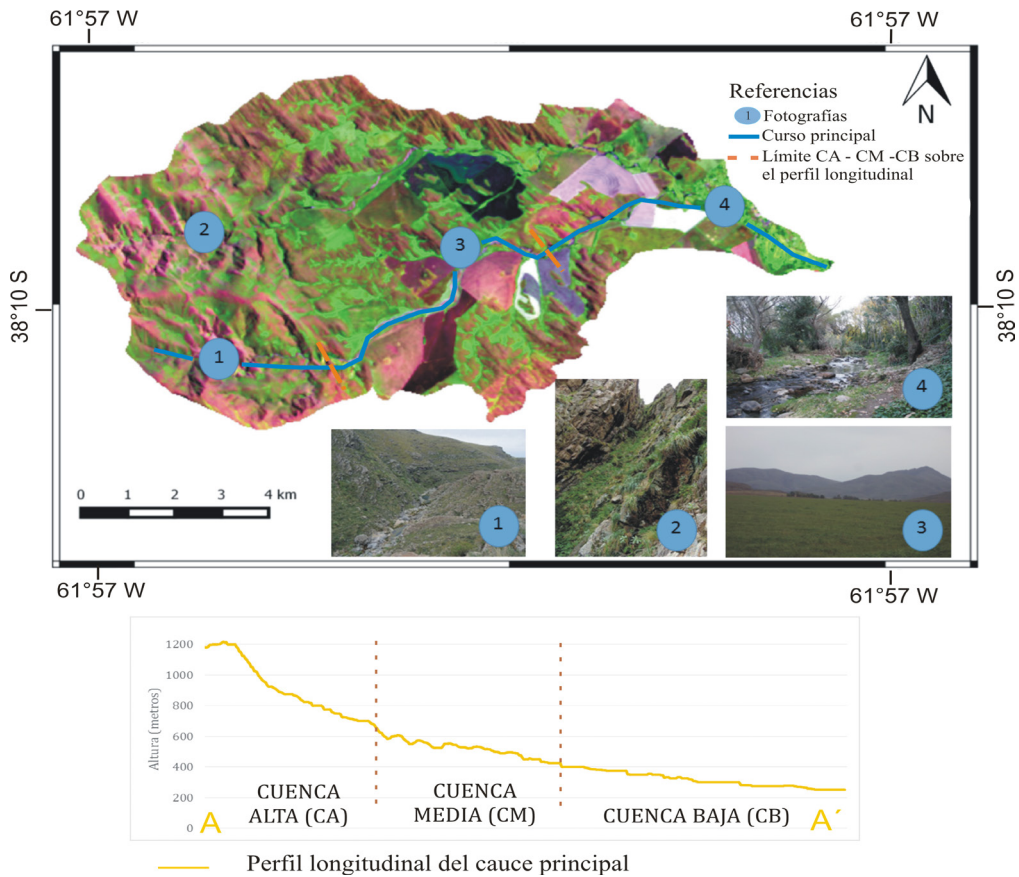 61°57 W
61°57 W
Referencias
1 Fotografías
Curso principal
Límite CA - CM -CB sobre
el perfil longitudinal
N
2
3
4
1
38°10 S
38°10 S
0 1 2 3 4 km
1
2
4
3
61°57 W
61°57 W
Altura (metros)
1200
1000
800
600
400
200
0
CUENCA
ALTA (CA)
CUENCA
MEDIA (CM)
CUENCA BAJA (CB)
A
A´
Perfil longitudinal del cauce principal